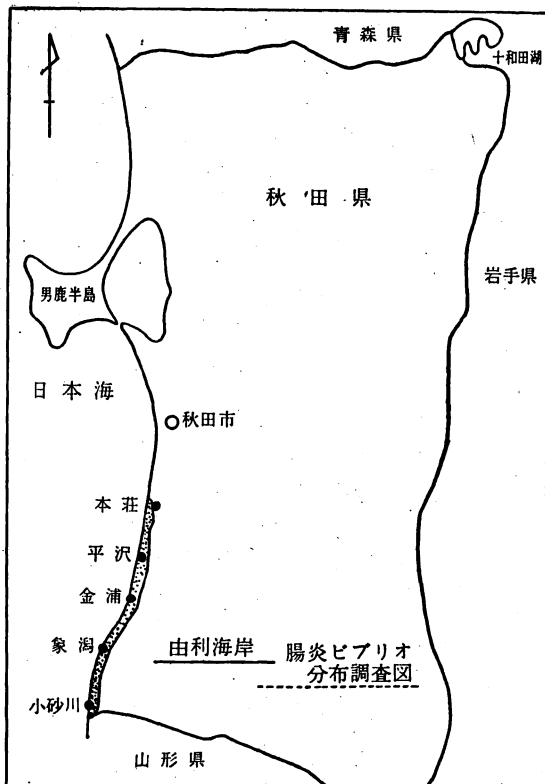 青森県
十和田湖
秋田県
岩手県
男鹿半島
日本海
秋田市
本荘
平沢
金浦
象潟
由利海岸 腸炎ビブリオ
分布調査図
小砂川
山形県